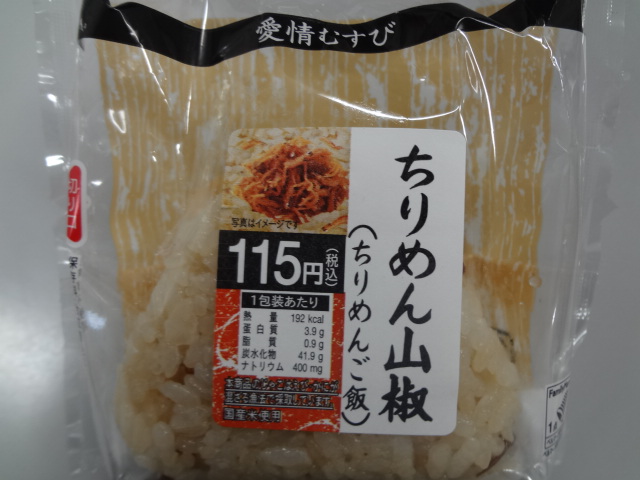 愛情むすび
ちりめん山椒
(ちりめんご飯)
写真はイメージです
115円(税込)
1包装あたり
熱量 192 kcal
蛋白質 3.9 g
脂質 0.9 g
炭水化物 41.9 g
ナトリウム 400 mg
国産米使用